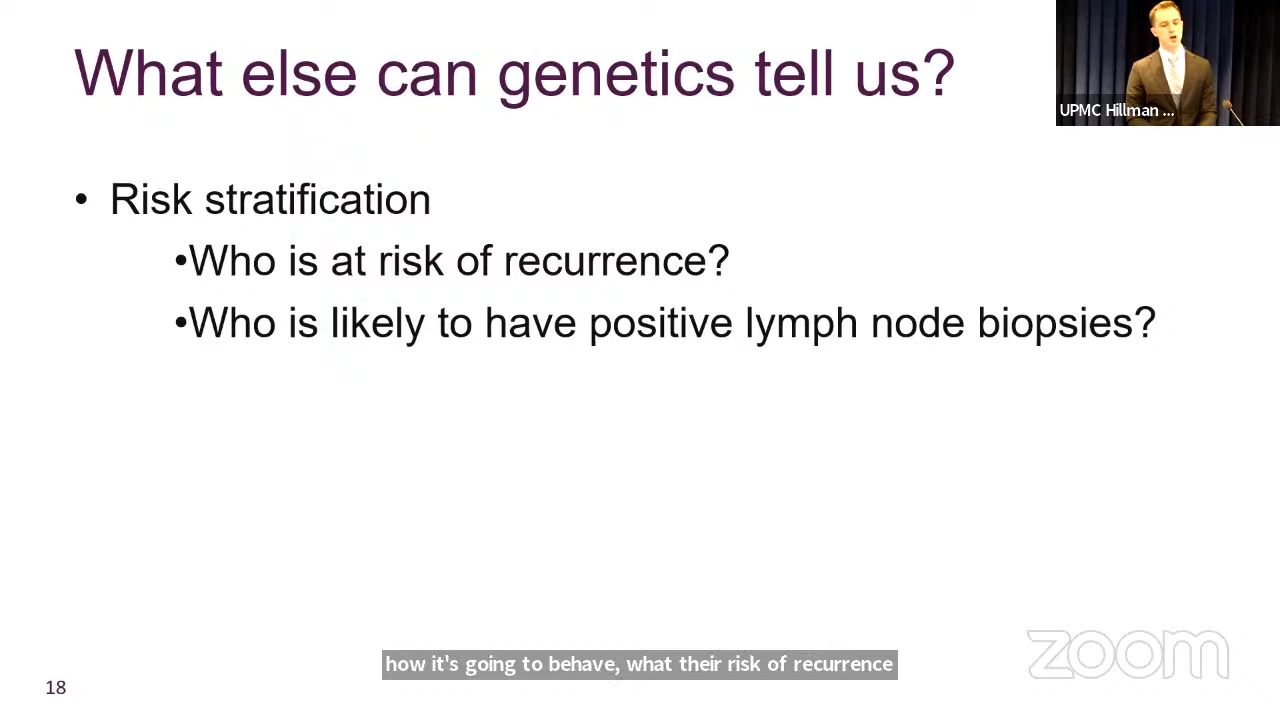 What else can genetics tell us?
UPMC Hillman ...
• Risk stratification
•Who is at risk of recurrence?
•Who is likely to have positive lymph node biopsies?
how it's going to behave, what their risk of recurrence
zoom
18